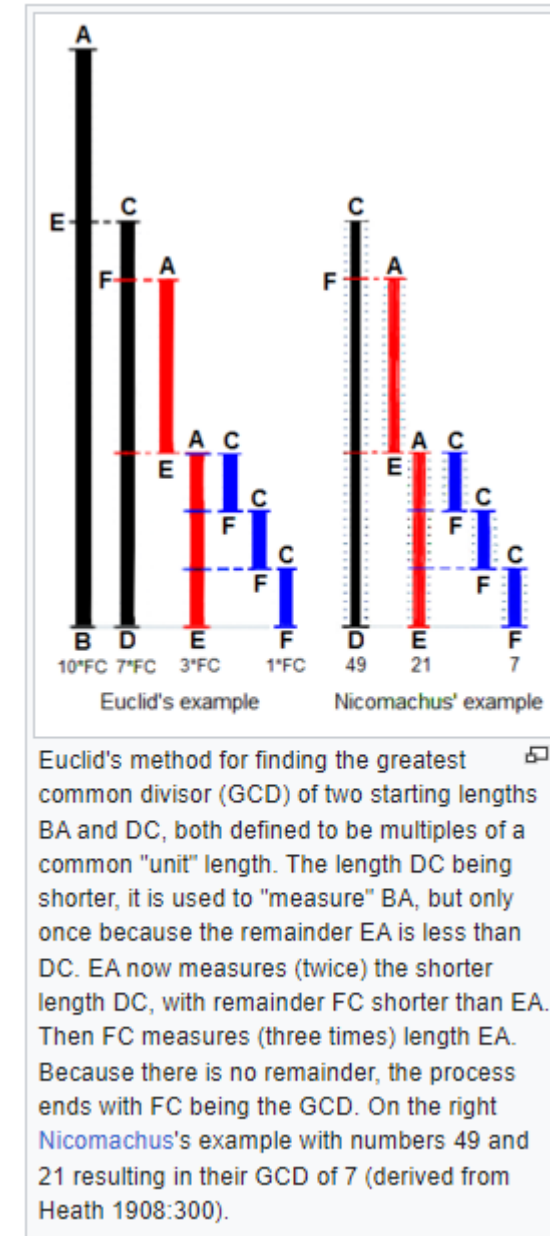 A
E
C
F
A
E
A
C
F
C
F
C
B D E F
10*FC 7*FC 3*FC 1*FC
Euclid's example
C
F
A
E
A
C
F
C
F
C
D E F
49 21 7
Nicomachus' example
Euclid's method for finding the greatest
common divisor (GCD) of two starting lengths
BA and DC, both defined to be multiples of a
common "unit" length. The length DC being
shorter, it is used to "measure" BA, but only
once because the remainder EA is less than
DC. EA now measures (twice) the shorter
length DC, with remainder FC shorter than EA.
Then FC measures (three times) length EA.
Because there is no remainder, the process
ends with FC being the GCD. On the right
Nicomachus's example with numbers 49 and
21 resulting in their GCD of 7 (derived from
Heath 1908:300).